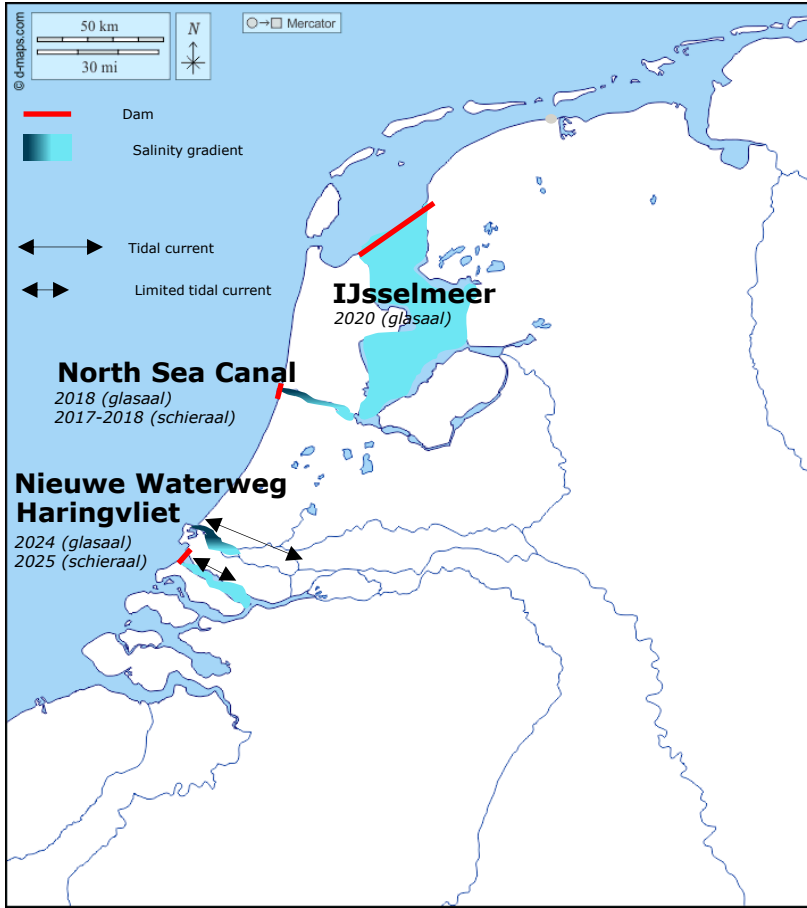 © d-maps.com
50 km
30 mi
N
Mercator
Dam
Salinity gradient
Tidal current
Limited tidal current
IJsselmeer
2020 (glasaal)
North Sea Canal
2018 (glasaal)
2017-2018 (schieraal)
Nieuwe Waterweg
Haringvliet
2024 (glasaal)
2025 (schieraal)